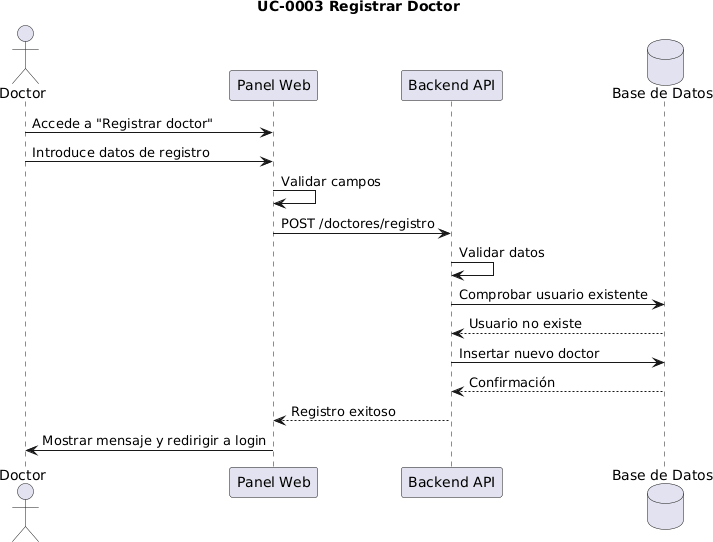 UC-0003 Registrar Doctor
Doctor
Panel Web
Backend API
Base de Datos
Accede a "Registrar doctor"
Introduce datos de registro
Validar campos
POST /doctores/registro
Validar datos
Comprobar usuario existente
Usuario no existe
Insertar nuevo doctor
Confirmación
Registro exitoso
Mostrar mensaje y redirigir a login
Doctor
Panel Web
Backend API
Base de Datos